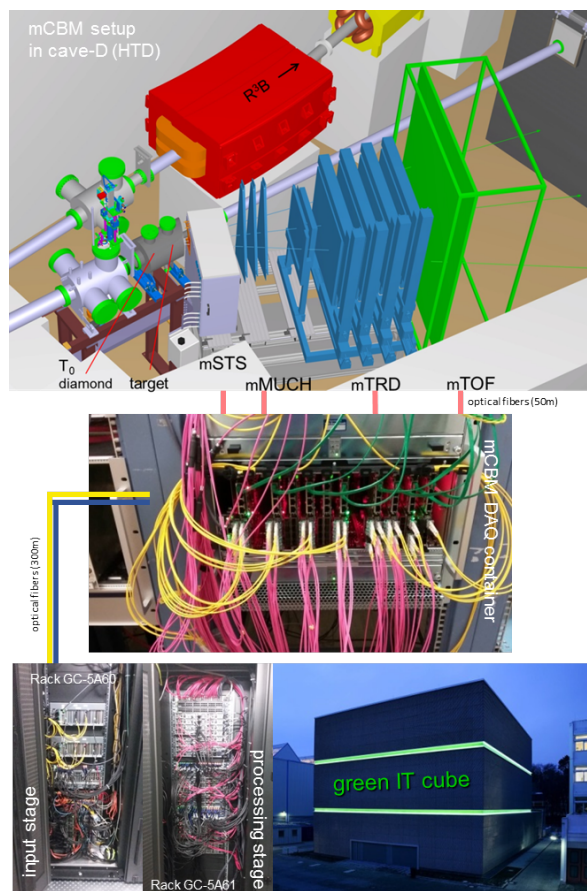 mCBM setup
in cave-D (HTD)
R³B
T₀
diamond
target
mSTS
mMUCH
mTRD
mTOF
optical fibers (50m)
mCBM DAQ container
optical fibers (300m)
Rack GC-5A60
input stage
Rack GC-5A61
processing stage
green IT cube